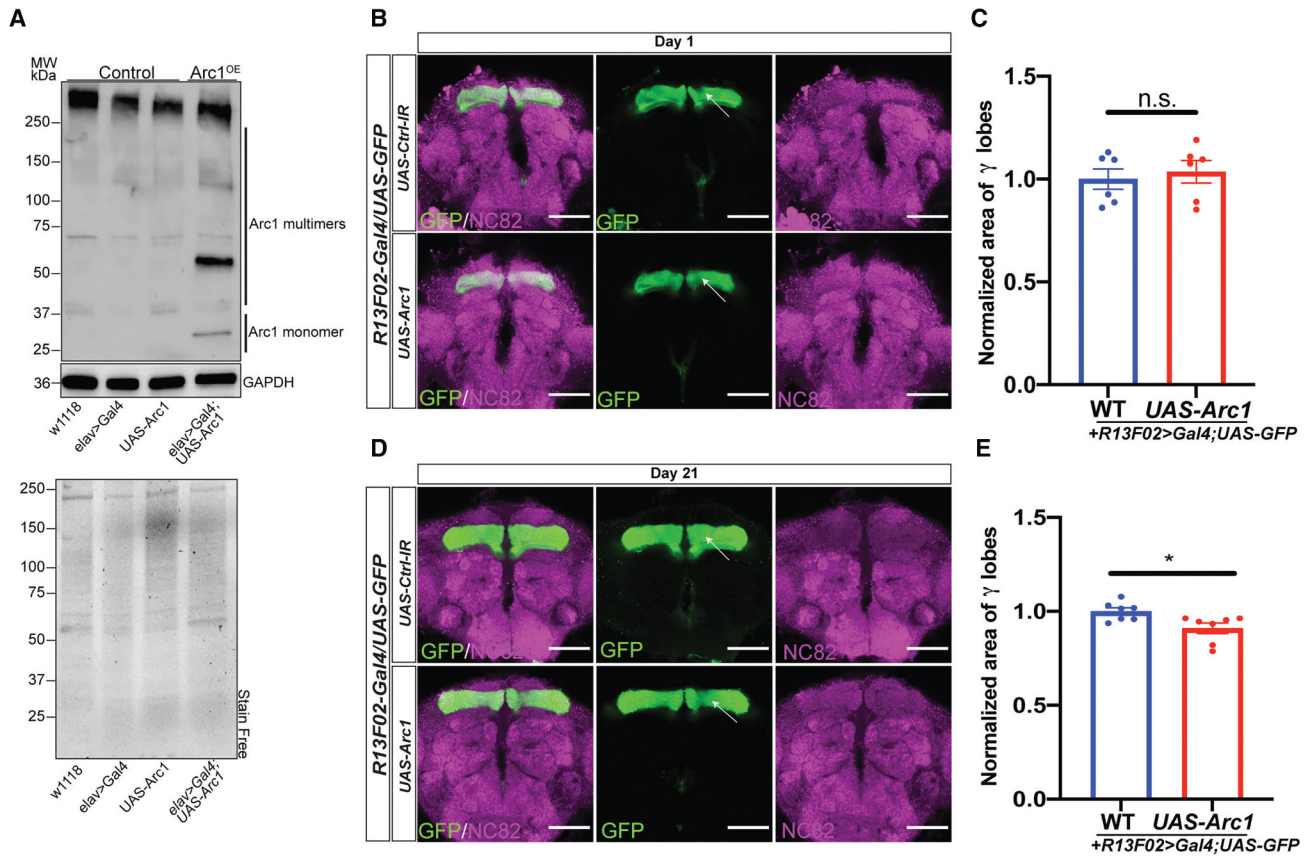 A
MW
kDa
Control
Arc1OE
250
150
100
75
50
37
25
36
Arc1 multimers
Arc1 monomer
GAPDH
w1118
elav>Gal4
UAS-Arc1
elav>Gal4;
UAS-Arc1
250
150
100
75
50
37
25
Stain Free
w1118
elav>Gal4
UAS-Arc1
elav>Gal4;
UAS-Arc1
B
Day 1
R13F02-Gal4/UAS-GFP
UAS-Ctrl-IR
GFP/NC82
GFP
NC82
UAS-Arc1
GFP/NC82
GFP
NC82
C
Normalized area of γ lobes
1.5
1.0
0.5
0.0
n.s.
WT
UAS-Arc1
+R13F02>Gal4;UAS-GFP
D
Day 21
R13F02-Gal4/UAS-GFP
UAS-Ctrl-IR
GFP/NC82
GFP
NC82
UAS-Arc1
GFP/NC82
GFP
NC82
E
Normalized area of γ lobes
1.5
1.0
0.5
0.0
*
WT
UAS-Arc1
+R13F02>Gal4;UAS-GFP